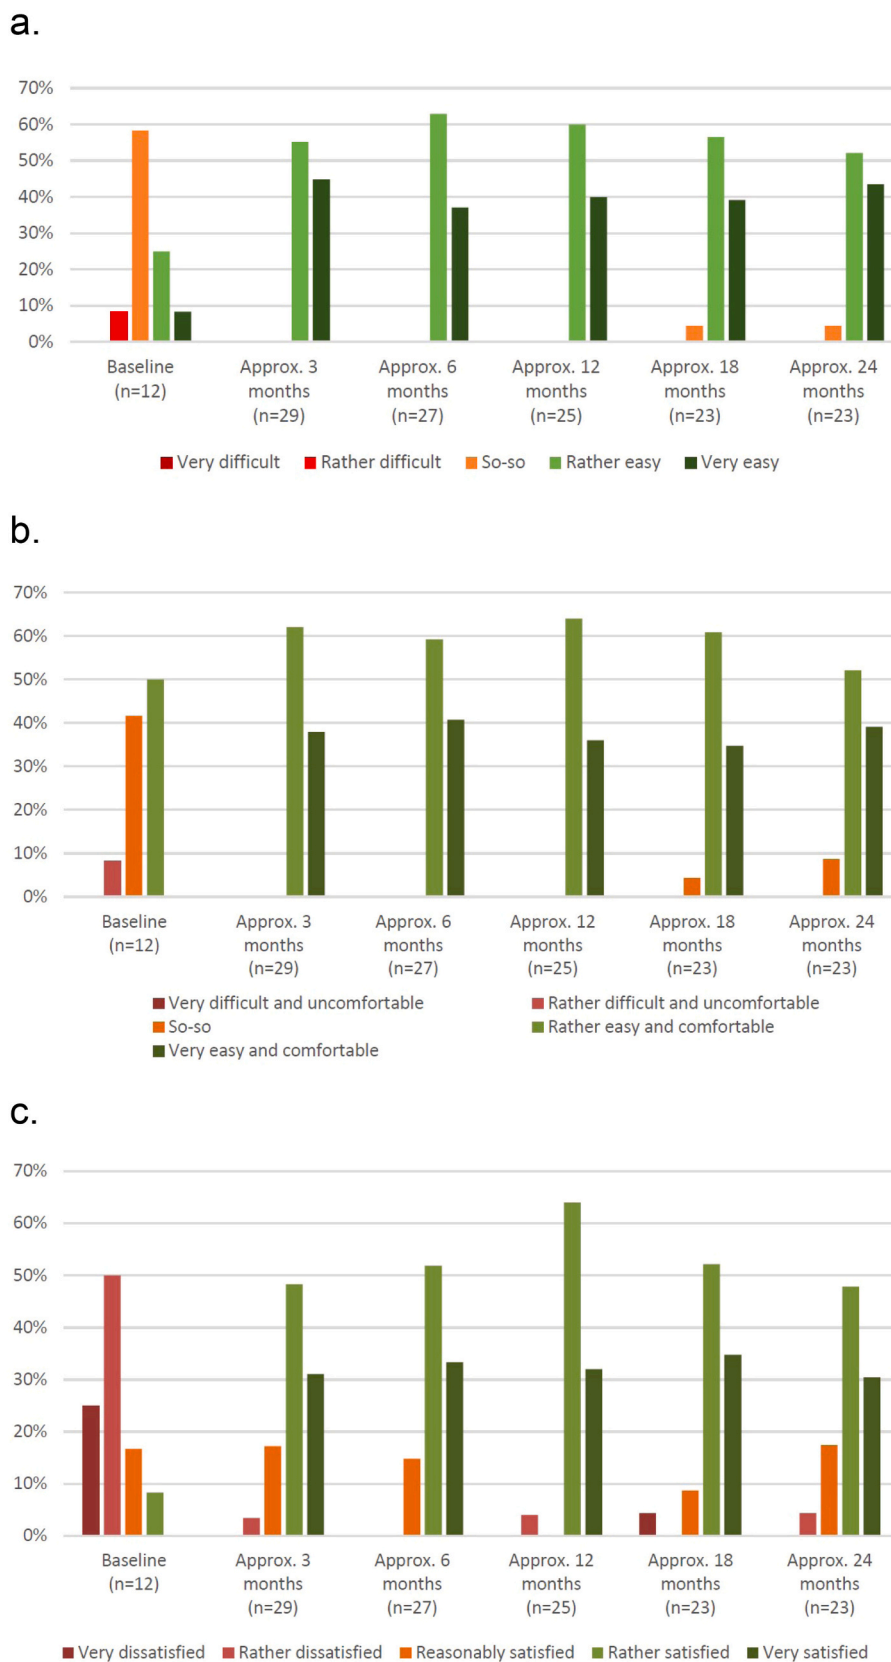 a.
70%
60%
50%
40%
30%
20%
10%
0%
Baseline Approx. 3 Approx. 6 Approx. 12 Approx. 18 Approx. 24
(n=12) months months months months months
(n=29) (n=27) (n=25) (n=23) (n=23)
Very difficult Rather difficult So-so Rather easy Very easy
b.
70%
60%
50%
40%
30%
20%
10%
0%
Baseline Approx. 3 Approx. 6 Approx. 12 Approx. 18 Approx. 24
(n=12) months months months months months
(n=29) (n=27) (n=25) (n=23) (n=23)
Very difficult and uncomfortable Rather difficult and uncomfortable
So-so Rather easy and comfortable
Very easy and comfortable
c.
70%
60%
50%
40%
30%
20%
10%
0%
Baseline Approx. 3 Approx. 6 Approx. 12 Approx. 18 Approx. 24
(n=12) months months months months months
(n=29) (n=27) (n=25) (n=23) (n=23)
Very dissatisfied Rather dissatisfied Reasonably satisfied Rather satisfied Very satisfied